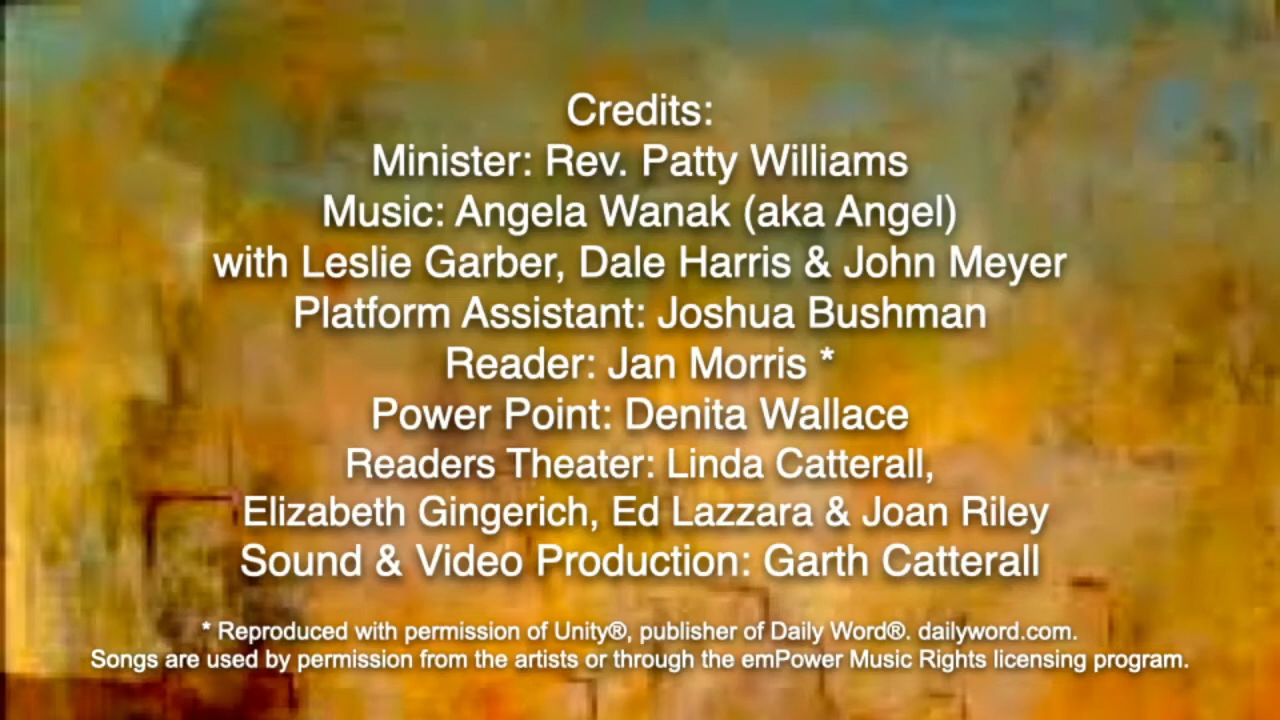 Credits:
Minister: Rev. Patty Williams
Music: Angela Wanak (aka Angel)
with Leslie Garber, Dale Harris & John Meyer
Platform Assistant: Joshua Bushman
Reader: Jan Morris *
Power Point: Denita Wallace
Readers Theater: Linda Catterall,
Elizabeth Gingerich, Ed Lazzara & Joan Riley
Sound & Video Production: Garth Catterall
* Reproduced with permission of Unity®, publisher of Daily Word®. dailyword.com.
Songs are used by permission from the artists or through the emPower Music Rights licensing program.